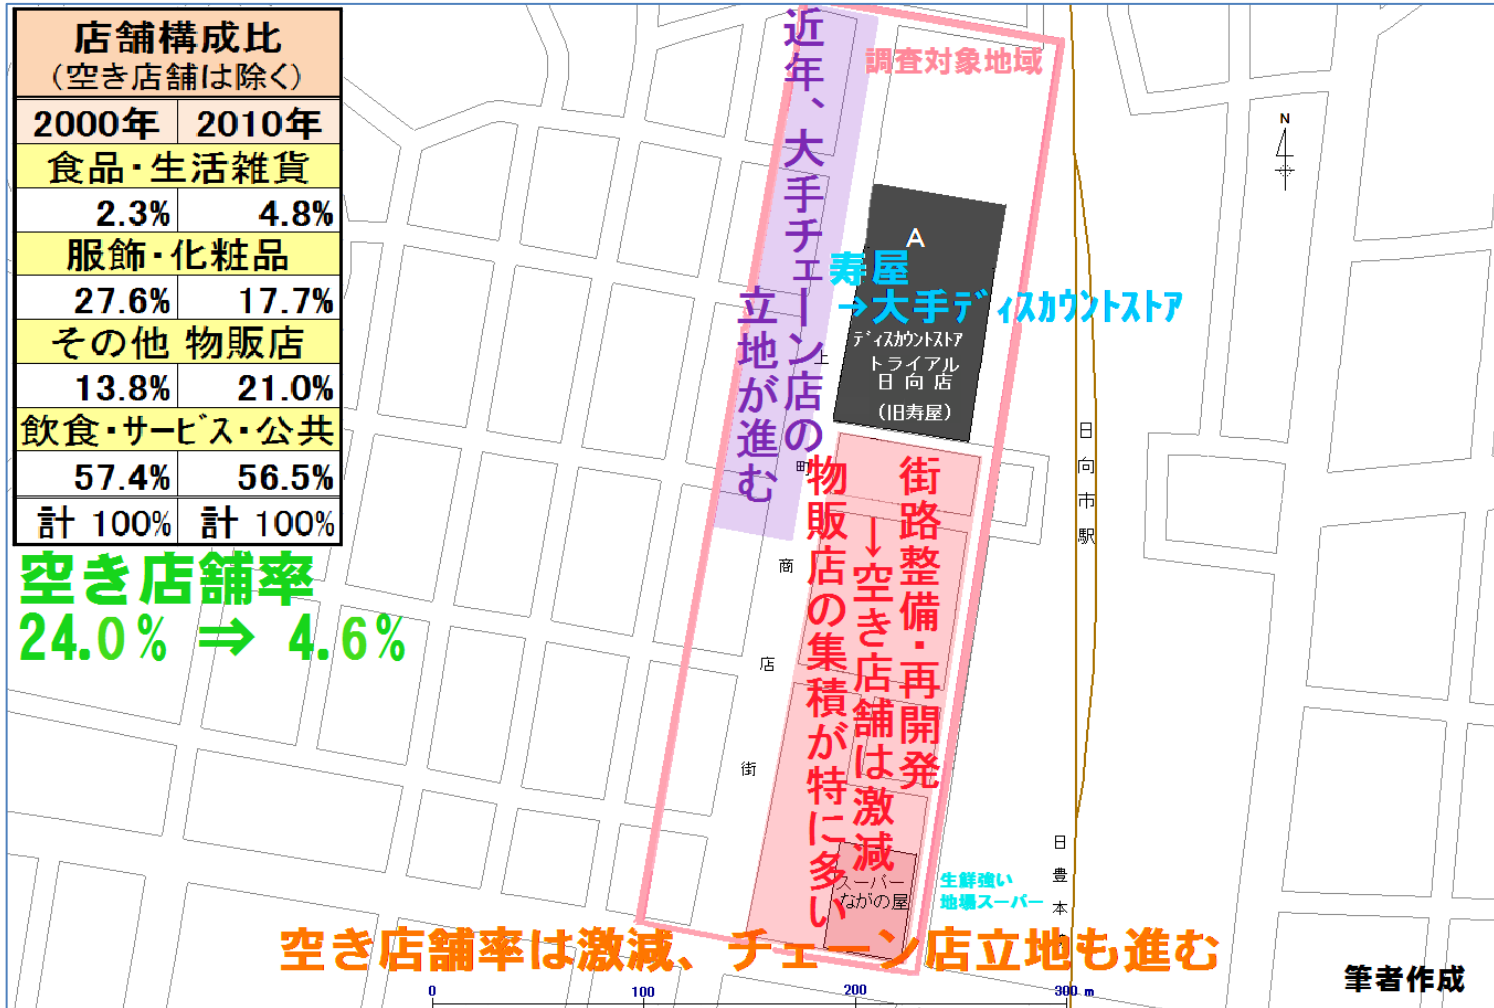 店舗構成比
(空き店舗は除く)
2000年 2010年
食品・生活雑貨
2.3% 4.8%
服飾・化粧品
27.6% 17.7%
その他 物販店
13.8% 21.0%
飲食・サービス・公共
57.4% 56.5%
計 100% 計 100%
空き店舗率
24.0% ⇒ 4.6%
近年、大手チェーン店の
立地が進む
調査対象地域
N
A
寿屋
→大手ディスカウントストア
ディスカウントストア
トライアル
日向店
(旧寿屋)
上町商店街
街路整備・再開発
→空き店舗は激減
物販店の集積が特に多い
日向市駅
スーパー
ながの屋
生鮮強い
地場スーパー
日豊本
空き店舗率は激減、チェーン店立地も進む
筆者作成
0 100 200 300 m